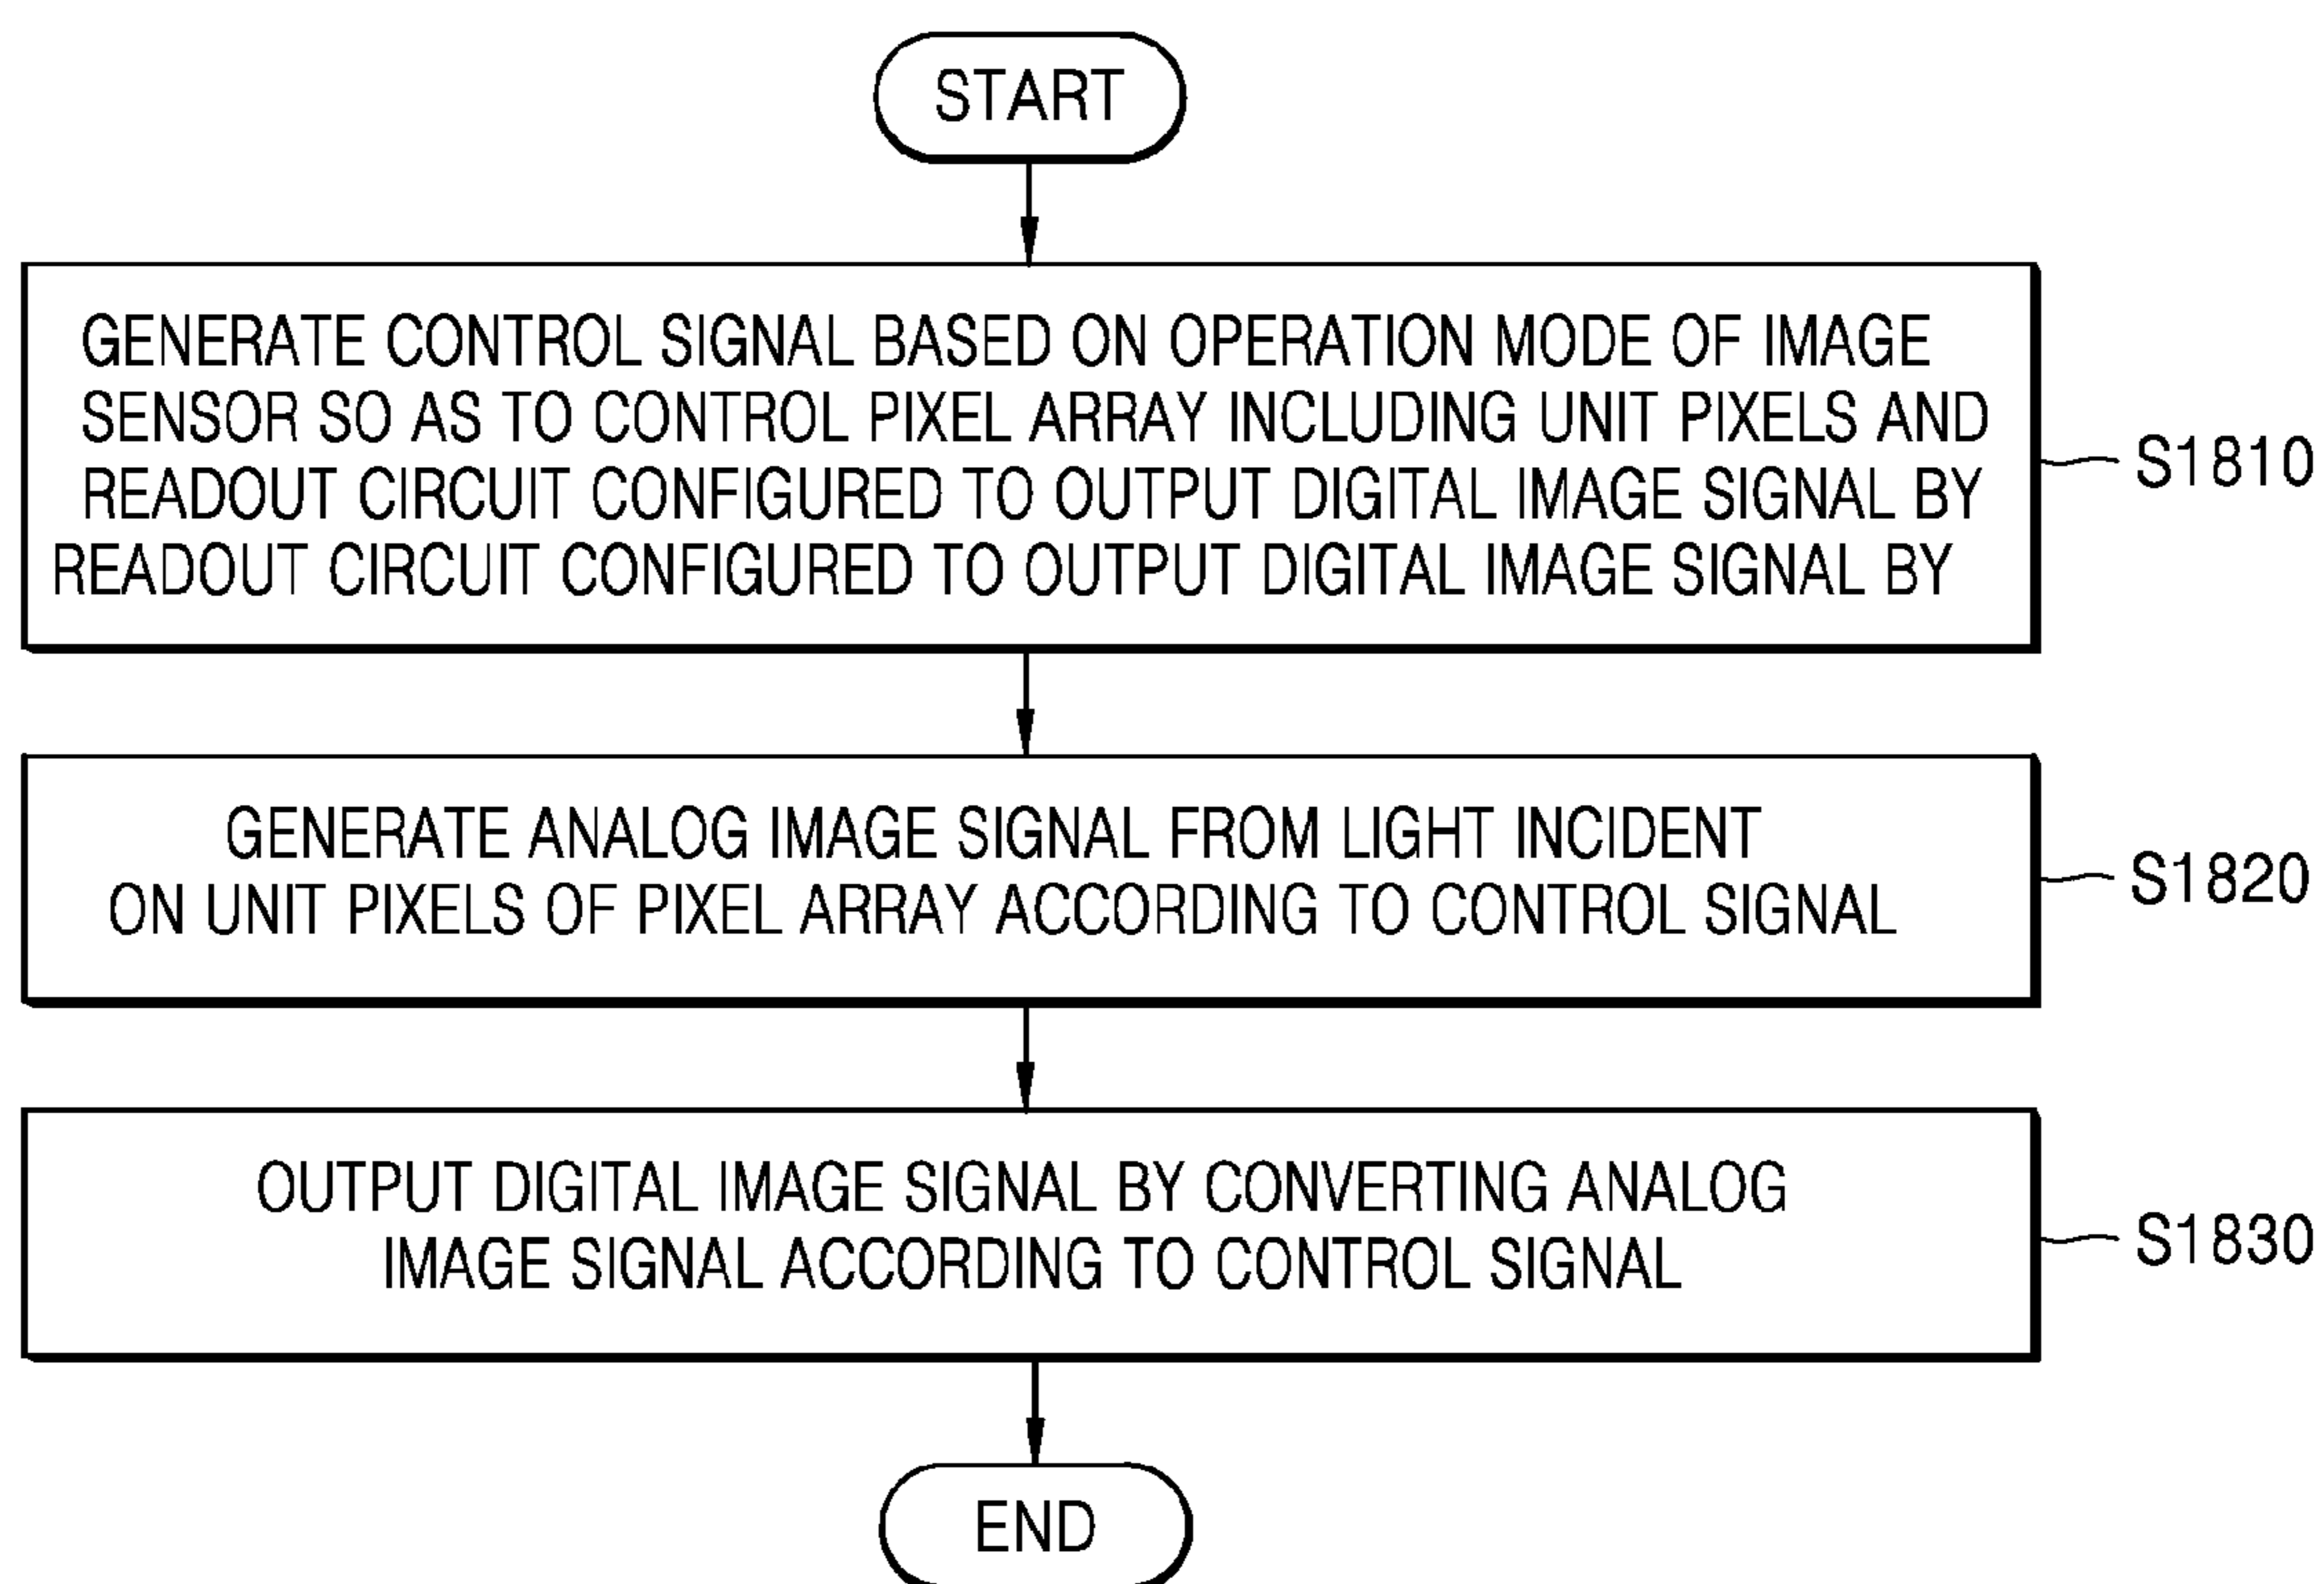 START
GENERATE CONTROL SIGNAL BASED ON OPERATION MODE OF IMAGE
SENSOR SO AS TO CONTROL PIXEL ARRAY INCLUDING UNIT PIXELS AND
READOUT CIRCUIT CONFIGURED TO OUTPUT DIGITAL IMAGE SIGNAL BY
READOUT CIRCUIT CONFIGURED TO OUTPUT DIGITAL IMAGE SIGNAL BY
S1810
GENERATE ANALOG IMAGE SIGNAL FROM LIGHT INCIDENT
ON UNIT PIXELS OF PIXEL ARRAY ACCORDING TO CONTROL SIGNAL
S1820
OUTPUT DIGITAL IMAGE SIGNAL BY CONVERTING ANALOG
IMAGE SIGNAL ACCORDING TO CONTROL SIGNAL
S1830
END